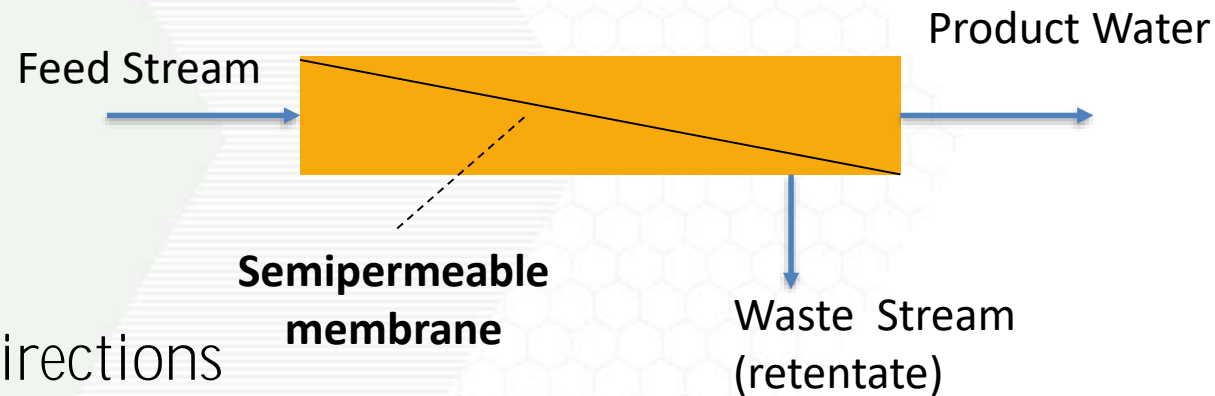 Product Water
Feed Stream
Semipermeable
membrane
Waste Stream
(retentate)
irections